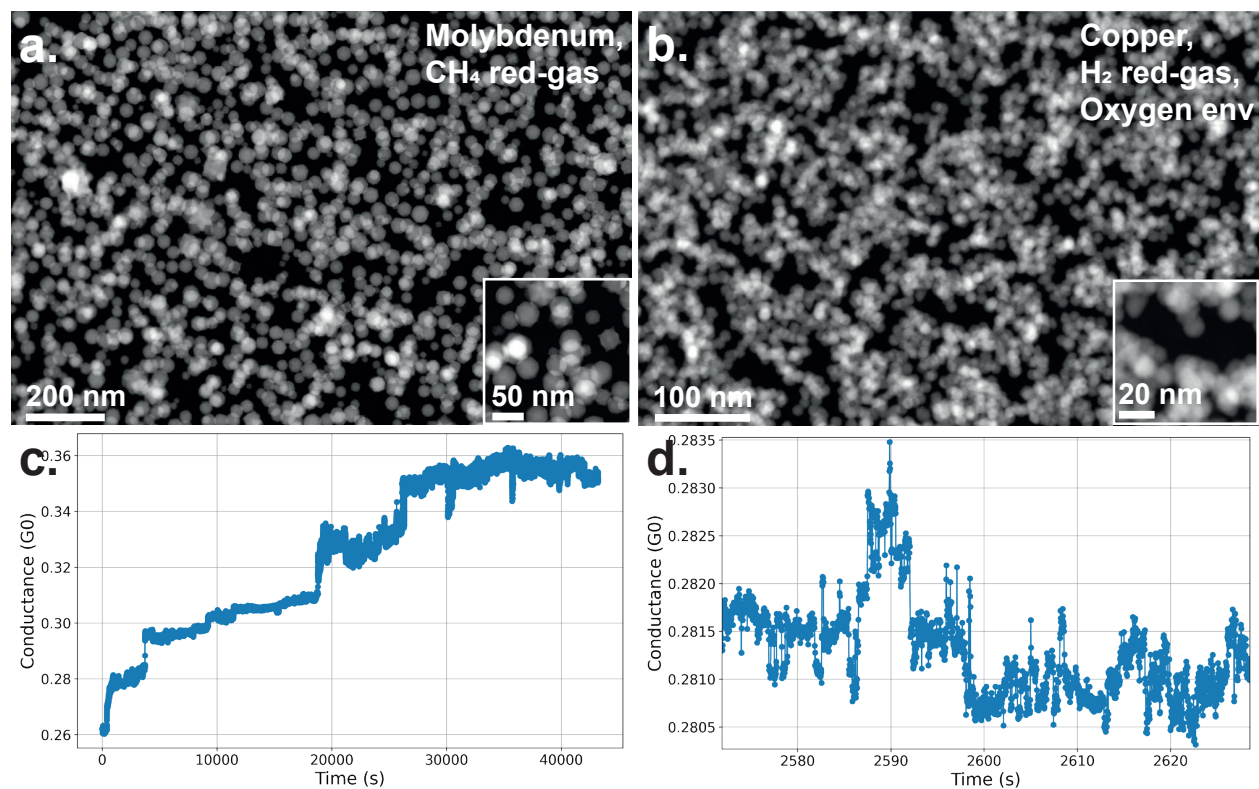 a.
Molybdenum,
CH₄ red-gas
200 nm
50 nm
b.
Copper,
H₂ red-gas,
Oxygen env
100 nm
20 nm
c.
0.36
0.34
0.32
0.30
0.28
0.26
Conductance (G0)
0
10000
20000
30000
40000
Time (s)
d.
0.2835
0.2830
0.2825
0.2820
0.2815
0.2810
0.2805
Conductance (G0)
2580
2590
2600
2610
2620
Time (s)